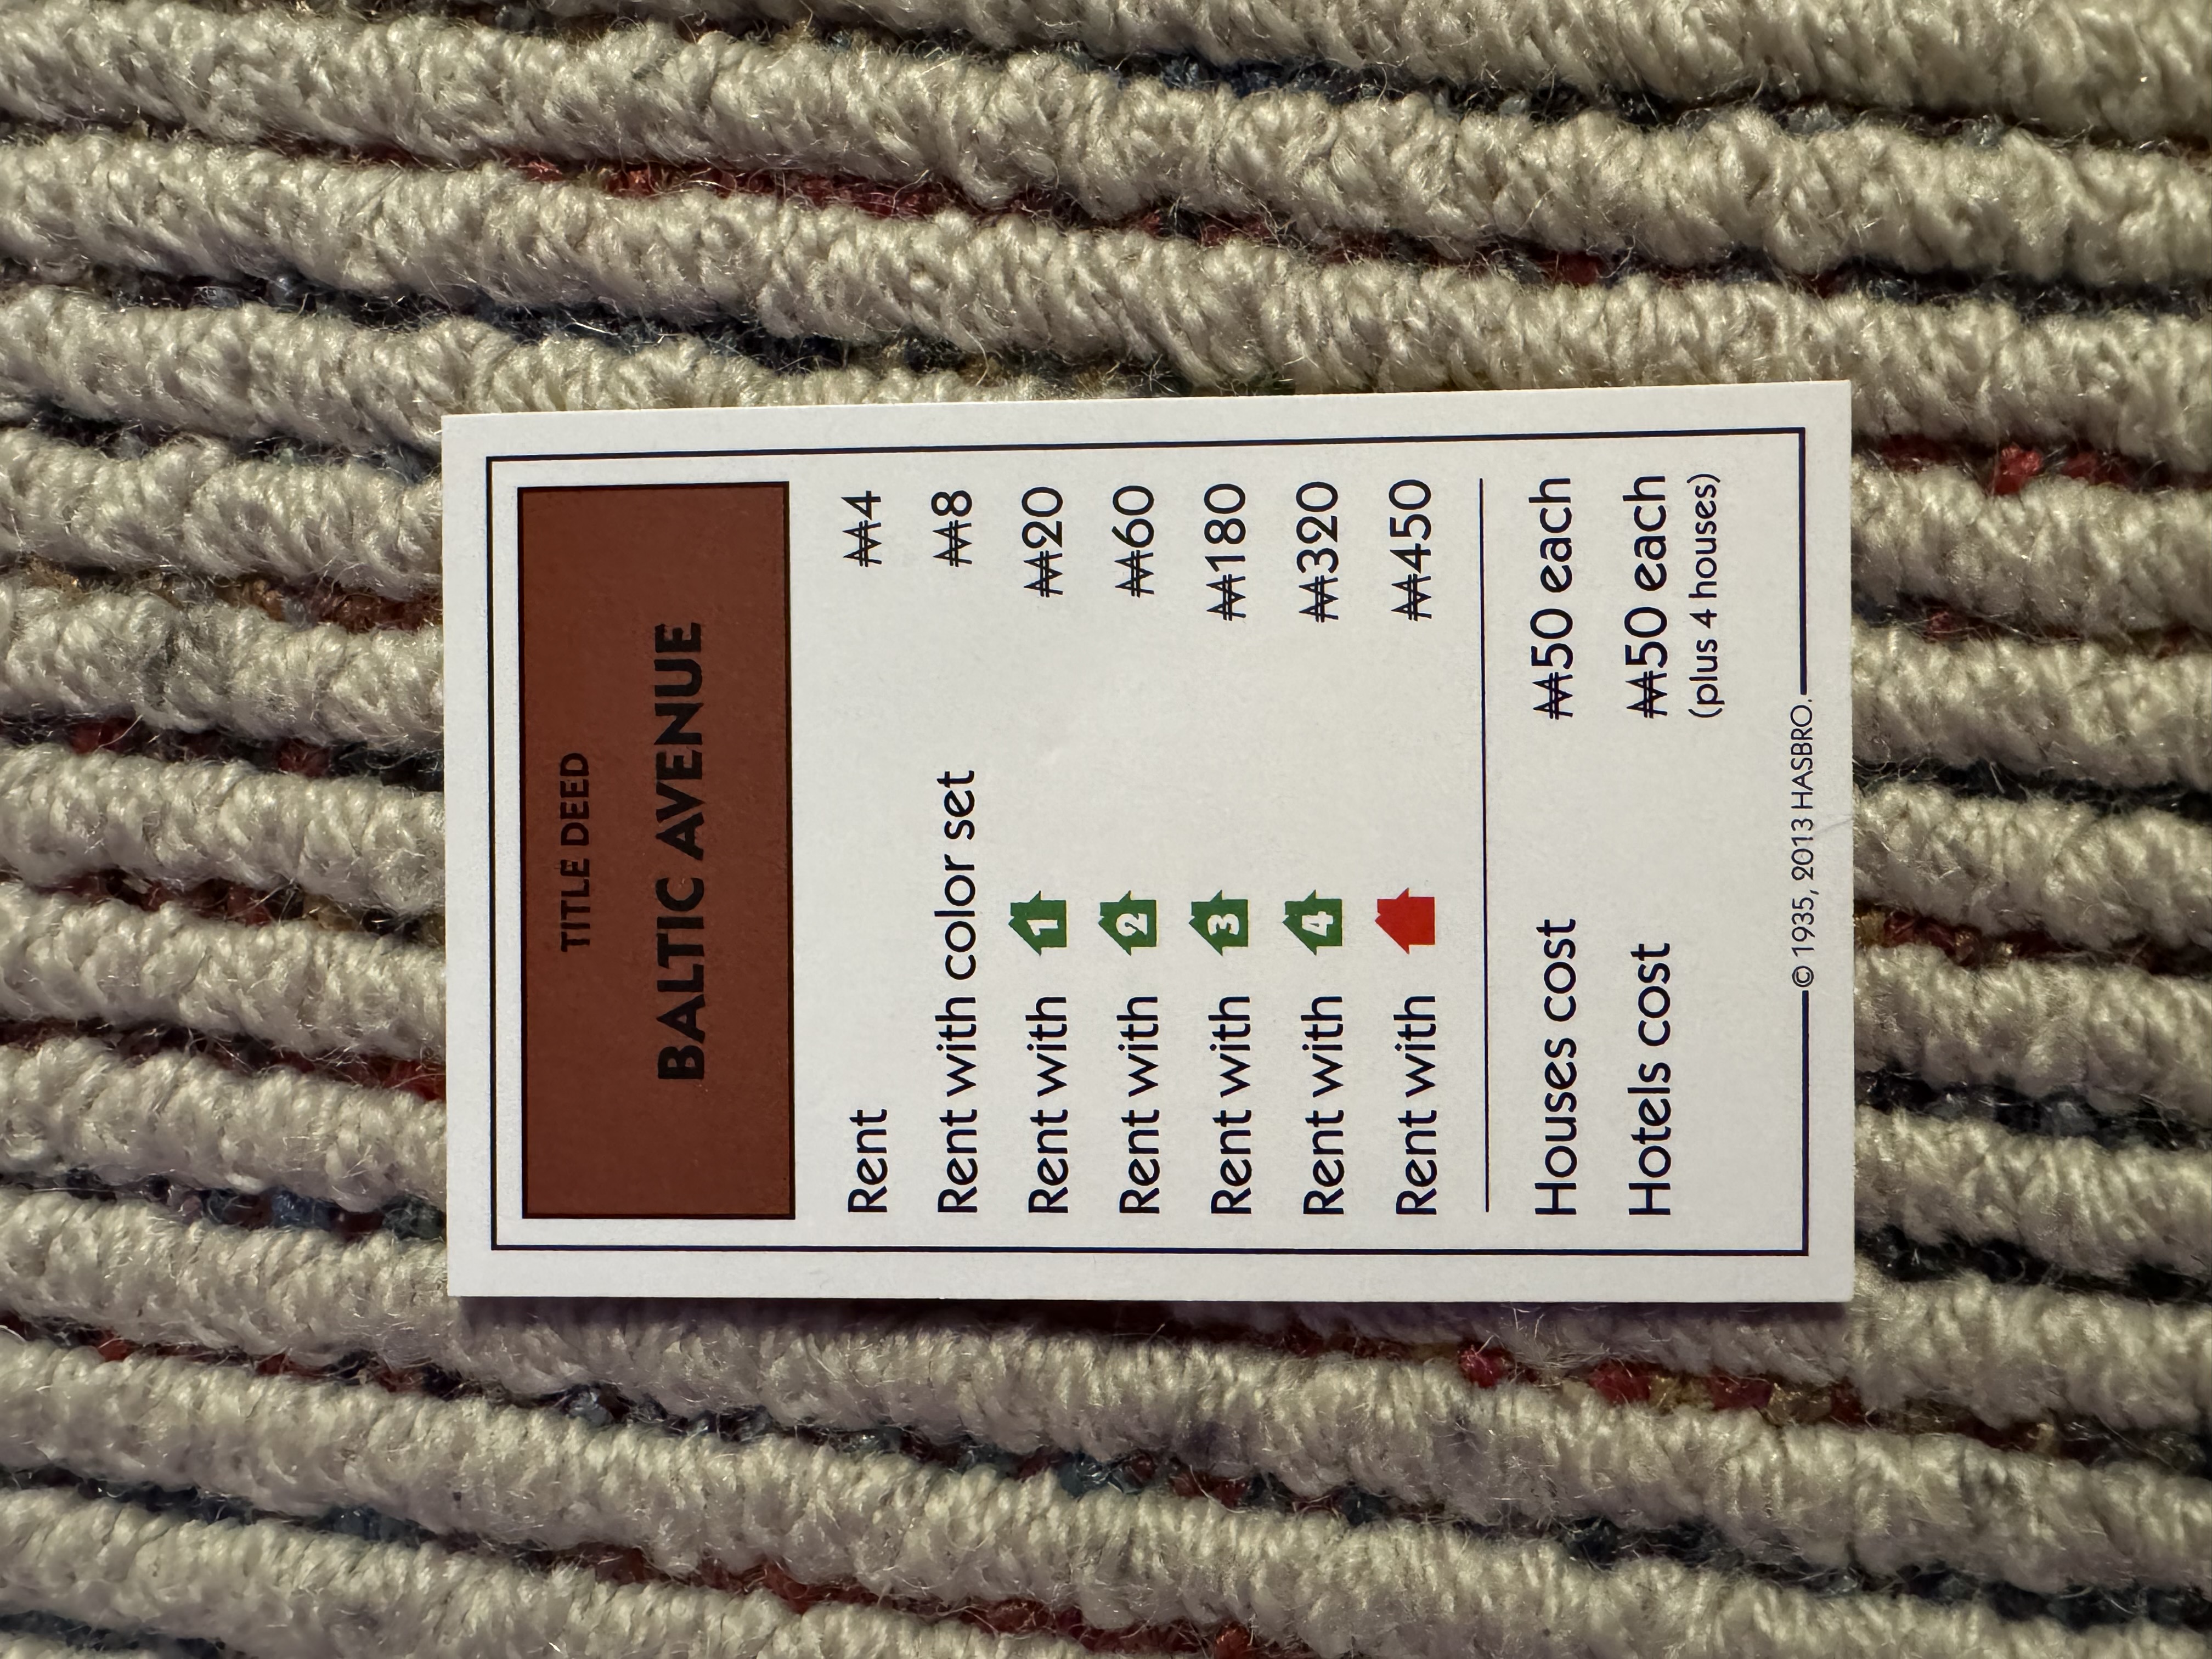 TITLE DEED
BALTIC AVENUE
Rent ₩4
Rent with color set ₩8
Rent with 1 ₩20
Rent with 2 ₩60
Rent with 3 ₩180
Rent with 4 ₩320
Rent with ₩450
Houses cost ₩50 each
Hotels cost ₩50 each
(plus 4 houses)
© 1935, 2013 HASBRO.